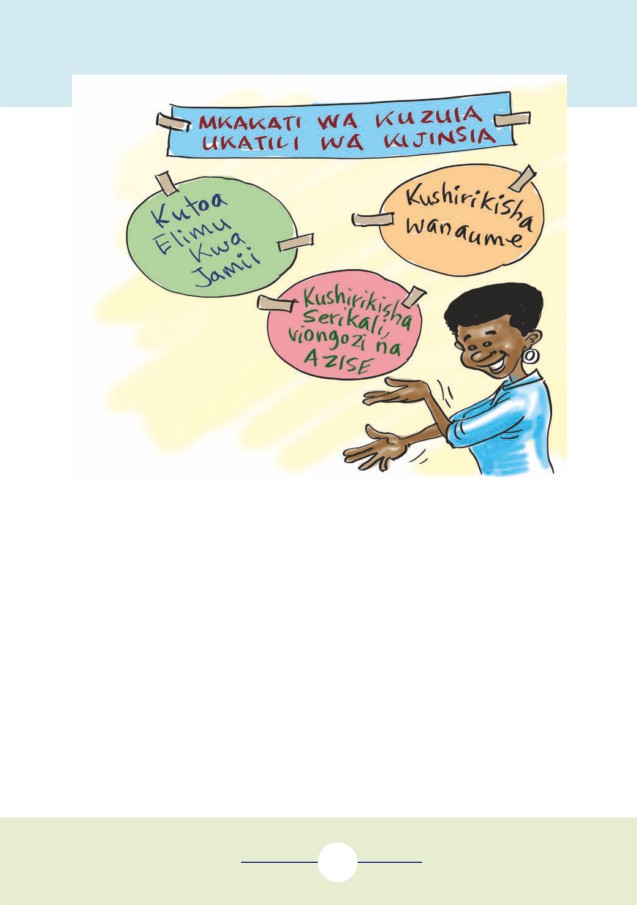 MKAKATI WA KUZUIA
UKATILI WA KIJINSIA
Kutoa
Elimu
Kwa
Jamii
Kushirikisha
wanaume
Kushirikisha
serikali,
viongozi na
AZISE